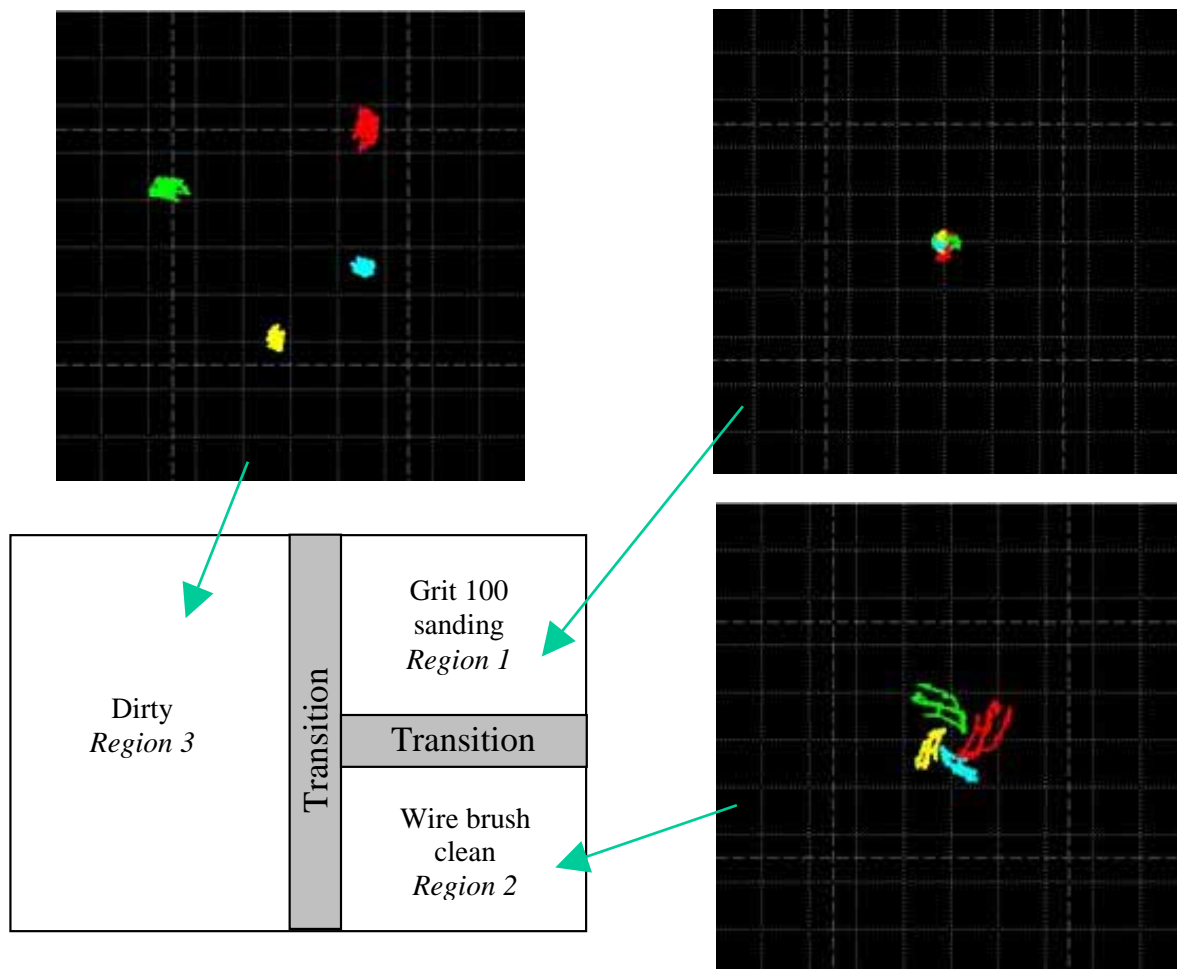 Dirty
Region 3
Transition
Grit 100
sanding
Region 1
Transition
Wire brush
clean
Region 2